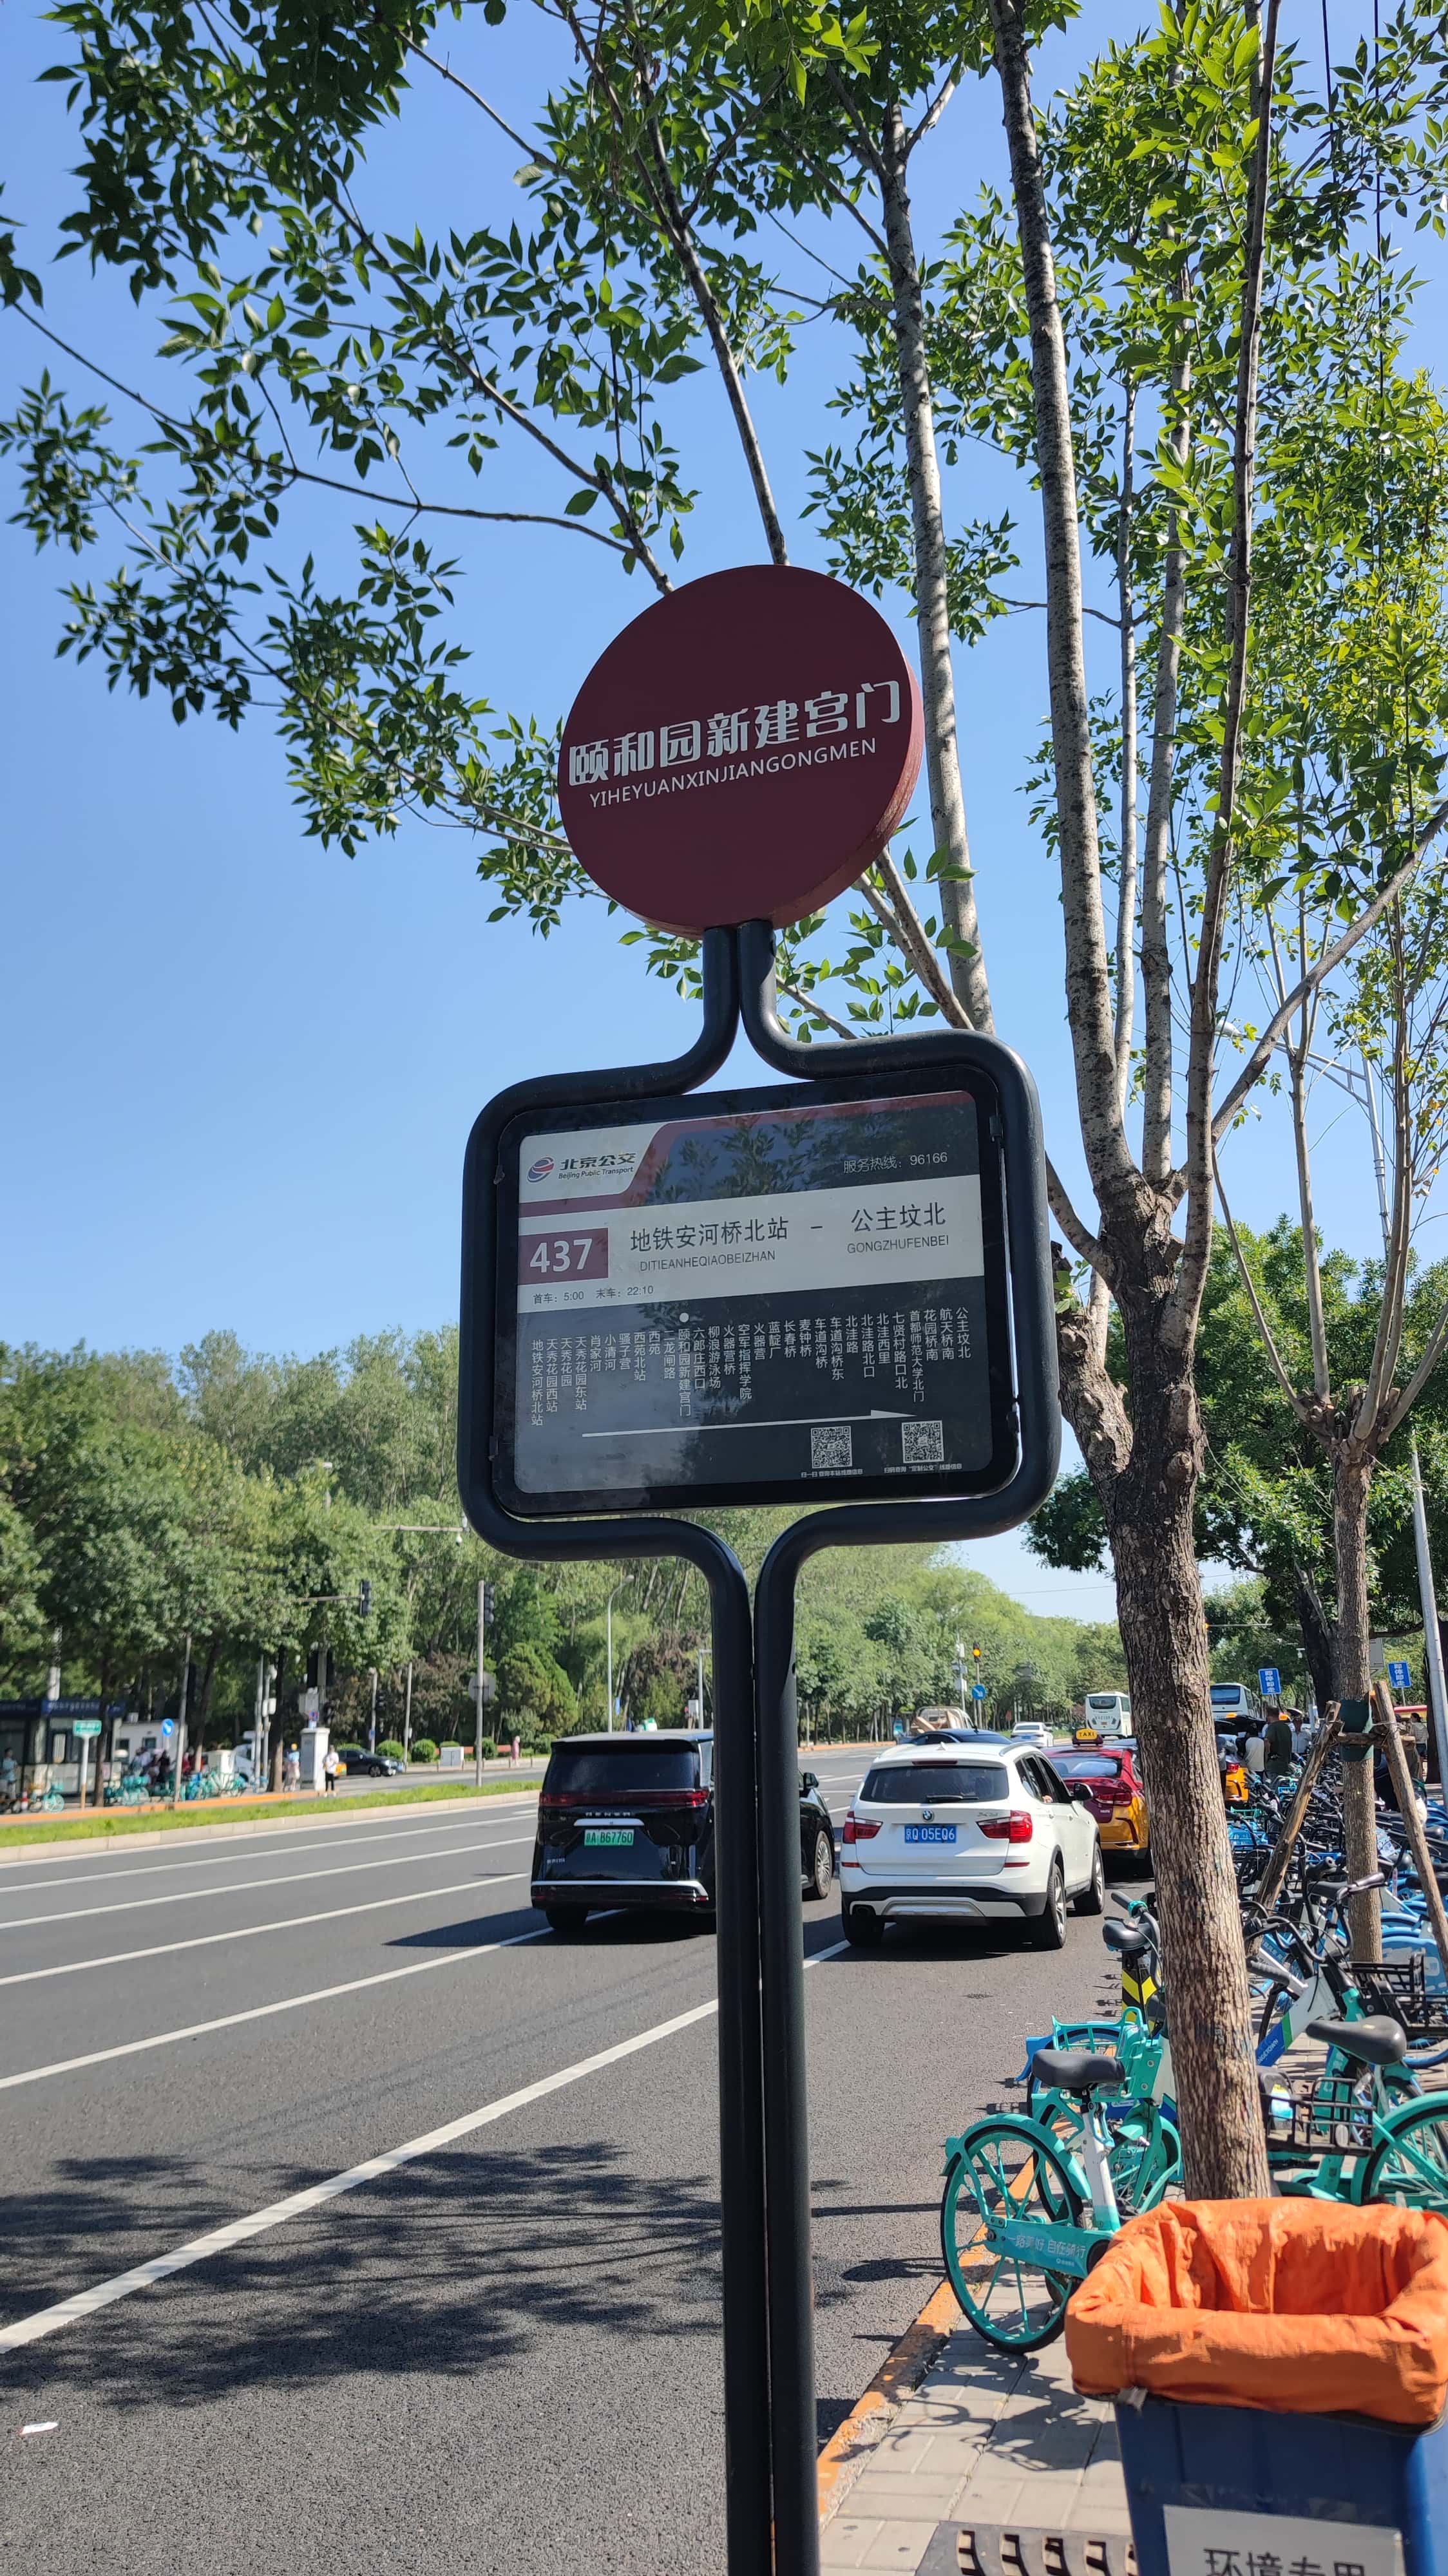 颐和园新建宫门
YIHEYUANXINJIANGONGMEN
北京公交
Beijing Public Transport
服务热线：96166
437
地铁安河桥北站 － 公主坟北
DITIEANHEQIAOBEIZHAN
GONGZHUFENBEI
首车：5:00 末车：22:10
地铁安河桥北站
天秀花园西站
天秀花园
天秀花园东站
肖家河
小清河
骚子营
西苑北站
西苑
二龙闸路
颐和园新建宫门
六郎庄西口
柳浪游泳场
火器营桥
空军指挥学院
火器营
蓝靛厂
长春桥
麦钟桥
车道沟桥
车道沟桥东
北洼路
北洼路北口
北洼西里
七贤村路口北
首都师范大学北门
花园桥南
航天桥南
公主坟北
B67760
京Q 05EQ6
TAXI
环境专用